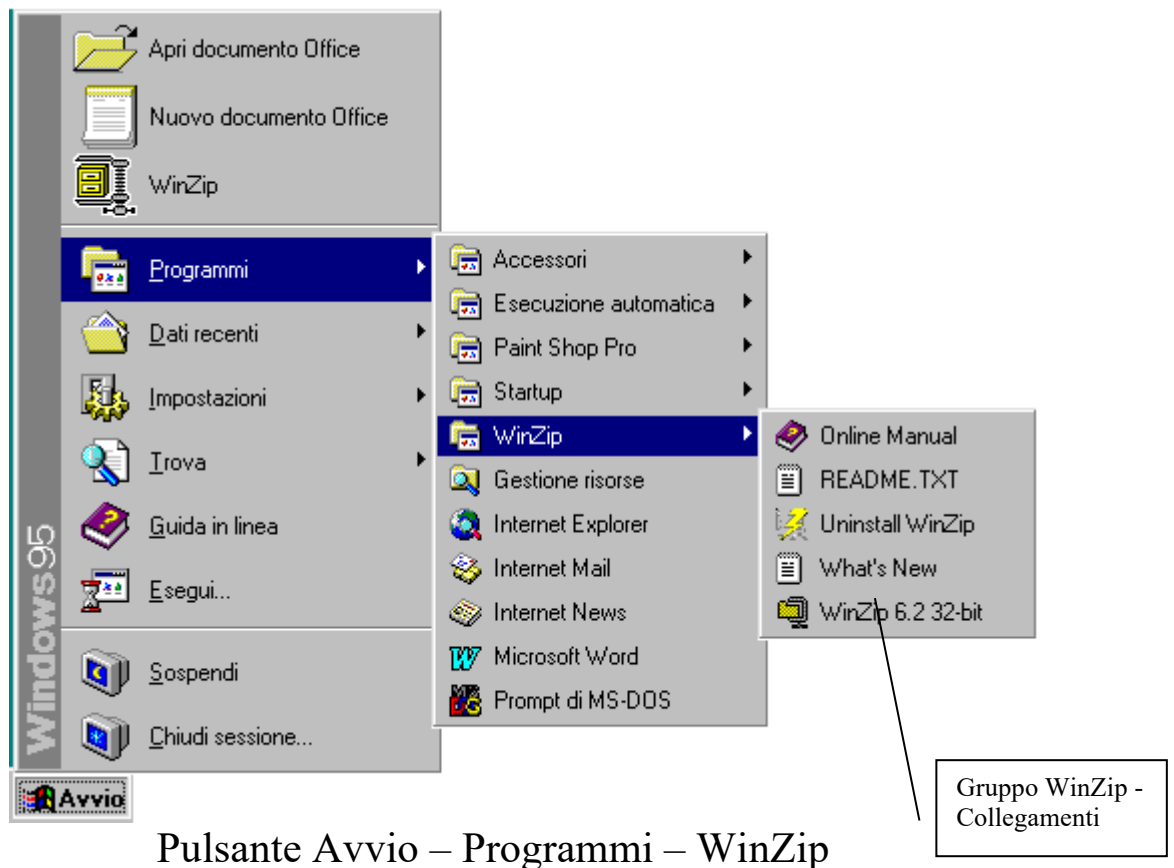 Apri documento Office
Nuovo documento Office
WinZip
Programmi
Dati recenti
Impostazioni
Trova
Guida in linea
Esegui...
Sospendi
Chiudi sessione...
Windows95
Avvio
Accessori
Esecuzione automatica
Paint Shop Pro
Startup
WinZip
Gestione risorse
Internet Explorer
Internet Mail
Internet News
Microsoft Word
Prompt di MS-DOS
Online Manual
README.TXT
Uninstall WinZip
What's New
WinZip 6.2 32-bit
Gruppo WinZip -
Collegamenti
Pulsante Avvio – Programmi – WinZip